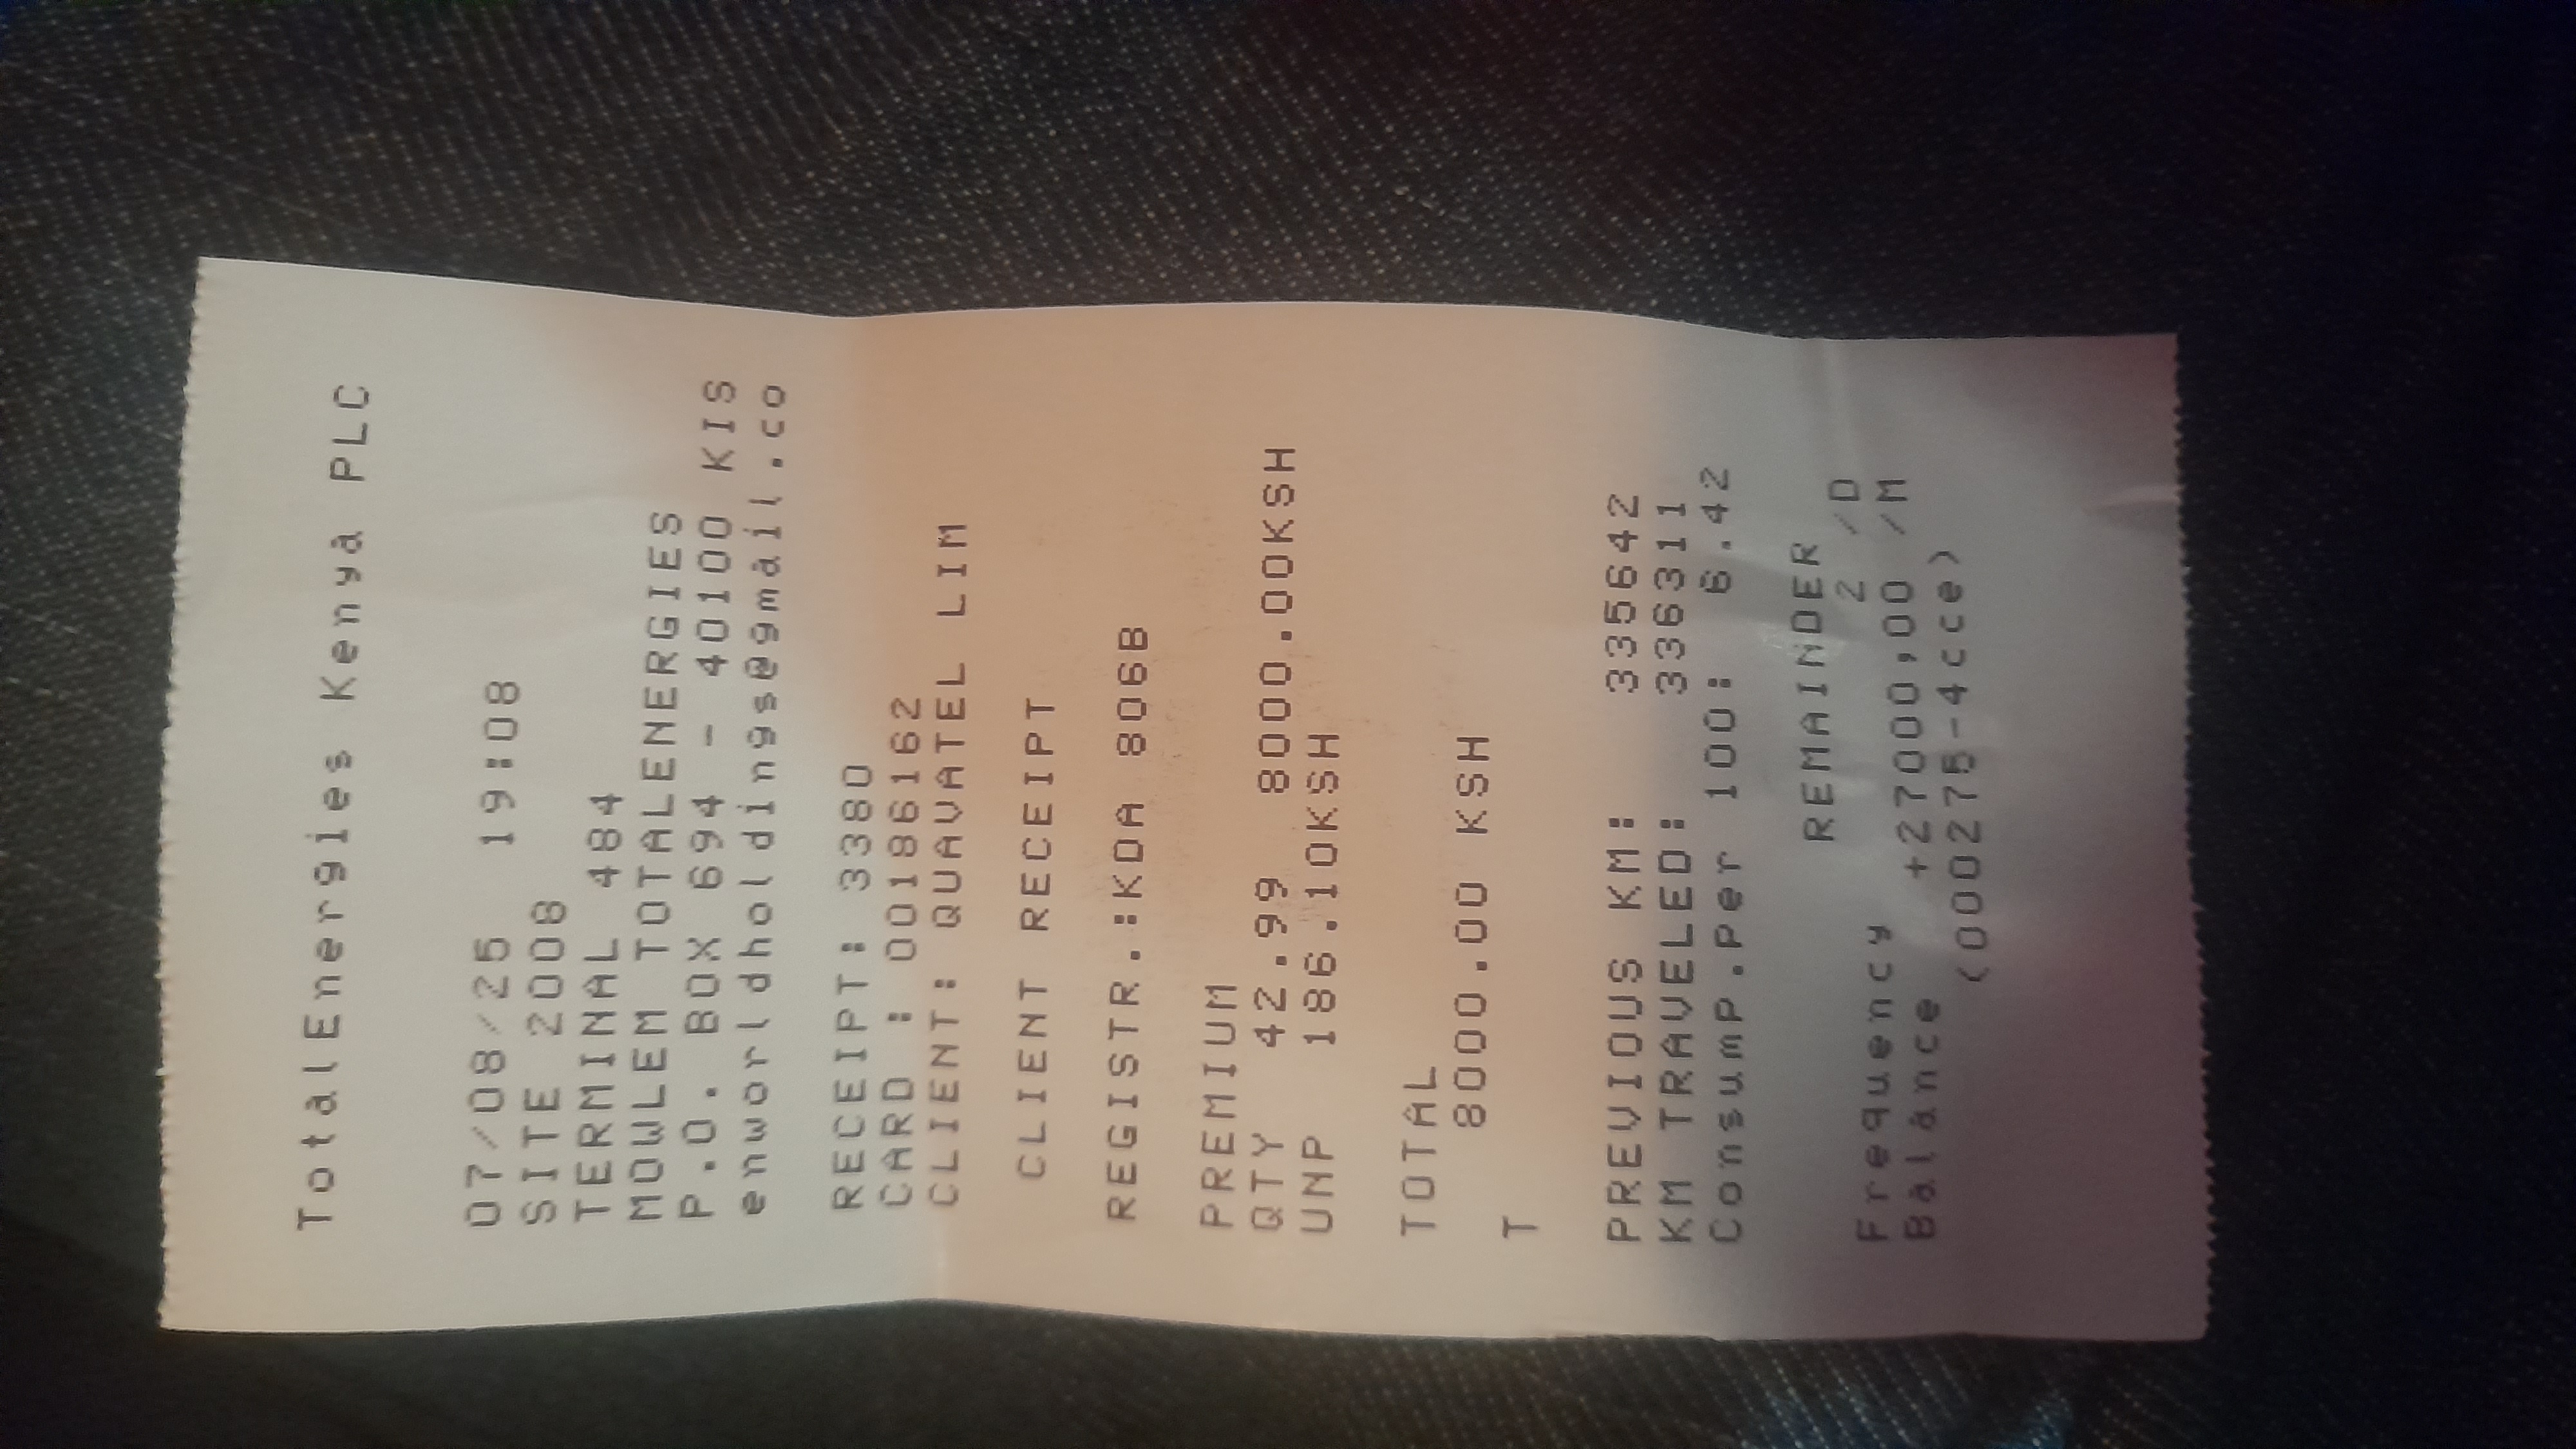 TotalEnergies Kenya PLC
07/08/25 19:08
SITE 2008
TERMINAL 484
MOWLEM TOTALENERGIES
P.O. BOX 694 - 40100 KIS
enworldholdings@gmail.co
RECEIPT: 3380
CARD : 00186162
CLIENT: QUAVATEL LIM
CLIENT RECEIPT
REGISTR.:KDA 806B
PREMIUM
QTY 42.99 8000.00KSH
UNP 186.10KSH
TOTAL
8000.00 KSH
T
PREVIOUS KM: 335642
KM TRAVELED: 336311
Consump.Per 100: 6.42
REMAINDER
Frequency 2 /D
Balance +27000,00 /M
(000275-4cce)